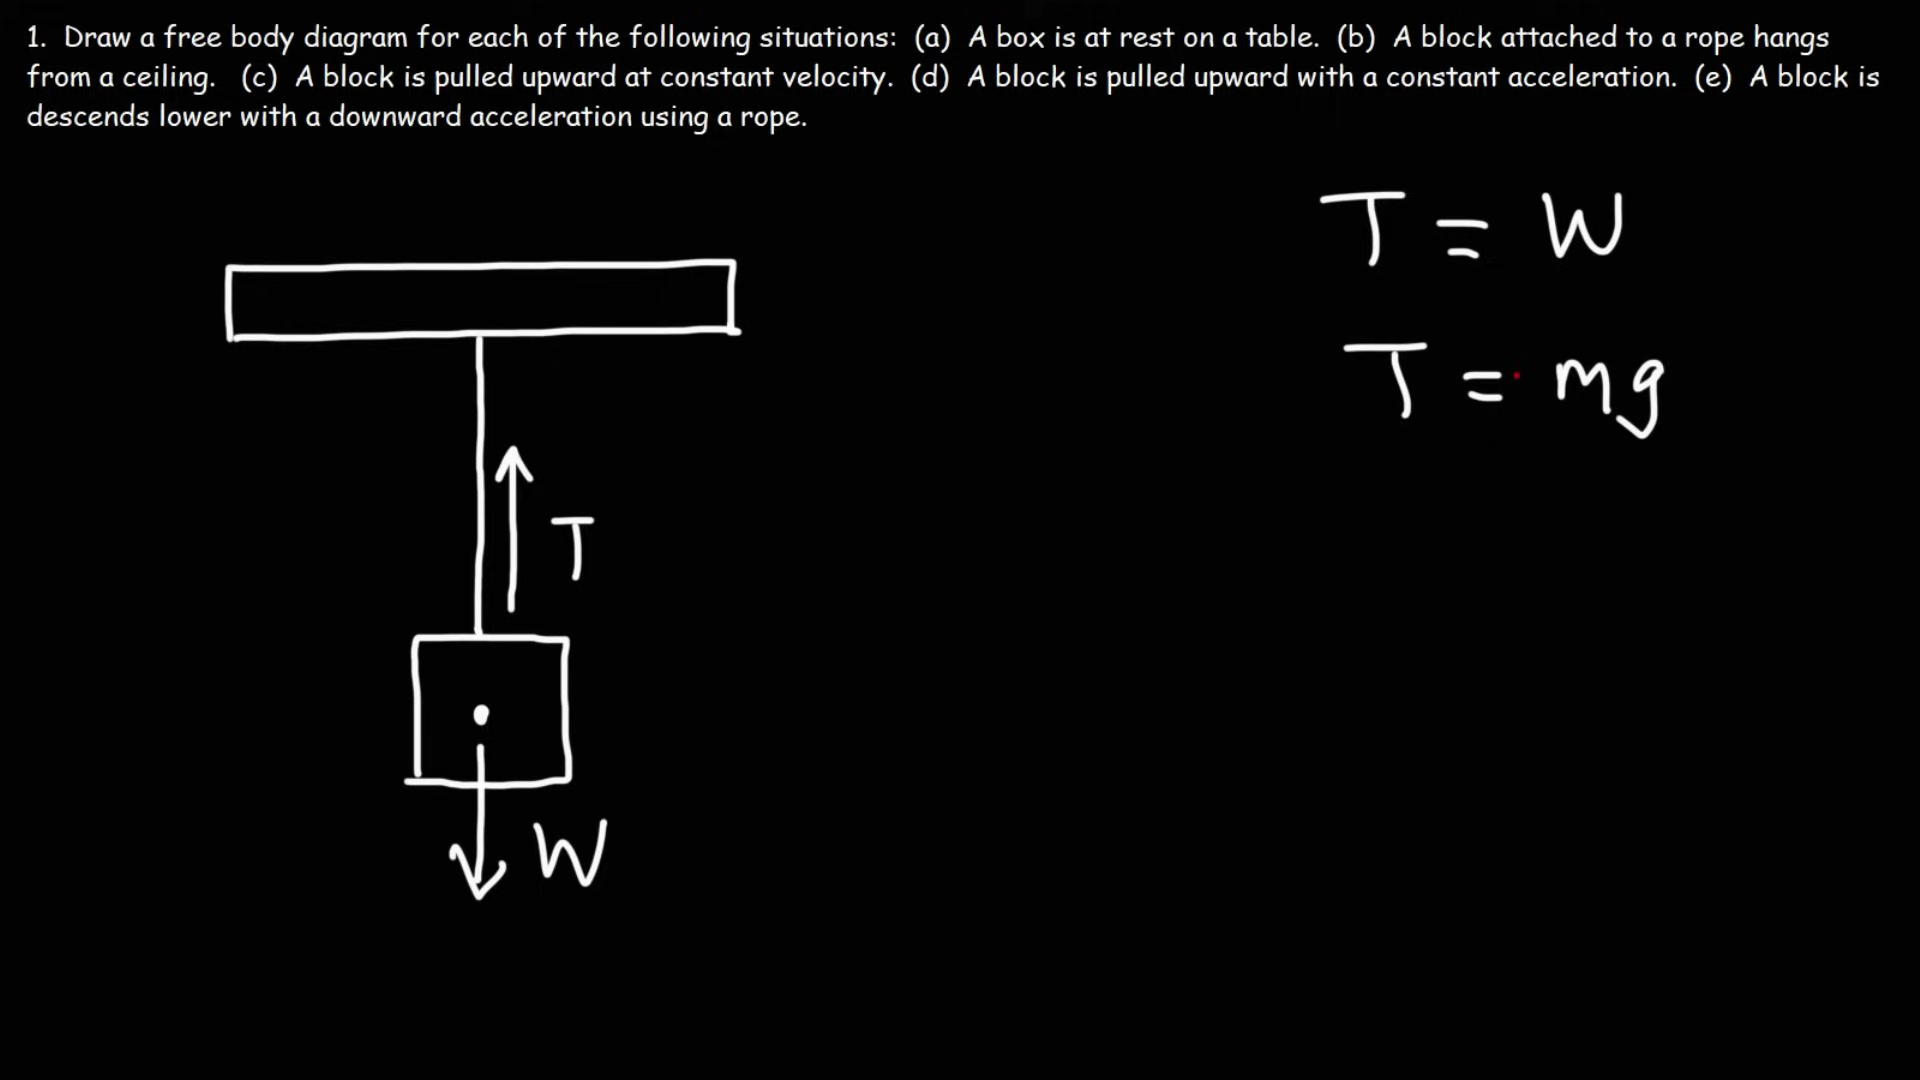 1. Draw a free body diagram for each of the following situations: (a) A box is at rest on a table. (b) A block attached to a rope hangs
from a ceiling. (c) A block is pulled upward at constant velocity. (d) A block is pulled upward with a constant acceleration. (e) A block is
descends lower with a downward acceleration using a rope.
T = W
T = mg
T
W